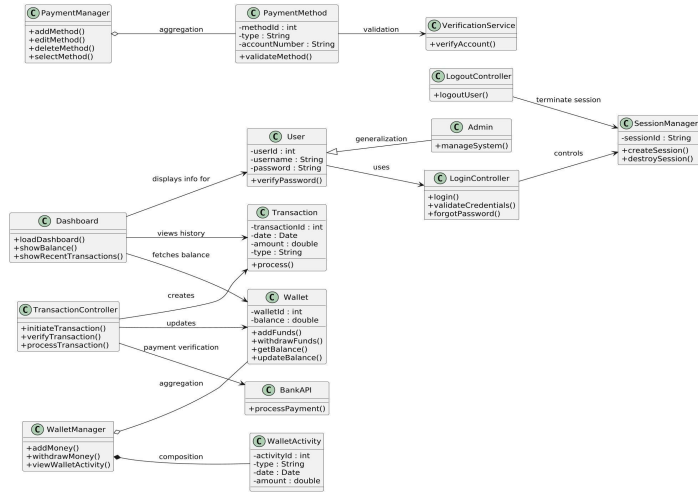 C PaymentManager
+addMethod()
+editMethod()
+deleteMethod()
+selectMethod()
aggregation
C PaymentMethod
-methodId : int
-type : String
-accountNumber : String
+validateMethod()
validation
C VerificationService
+verifyAccount()
C LogoutController
+logoutUser()
terminate session
C SessionManager
-sessionId : String
+createSession()
+destroySession()
C User
-userId : int
-username : String
-password : String
+verifyPassword()
generalization
C Admin
+manageSystem()
uses
C LoginController
+login()
+validateCredentials()
+forgotPassword()
controls
displays info for
C Dashboard
+loadDashboard()
+showBalance()
+showRecentTransactions()
views history
fetches balance
C Transaction
-transactionId : int
-date : Date
-amount : double
-type : String
+process()
creates
C TransactionController
+initiateTransaction()
+verifyTransaction()
+processTransaction()
updates
payment verification
C Wallet
-walletId : int
-balance : double
+addFunds()
+withdrawFunds()
+getBalance()
+updateBalance()
aggregation
C BankAPI
+processPayment()
C WalletManager
+addMoney()
+withdrawMoney()
+viewWalletActivity()
composition
C WalletActivity
-activityId : int
-type : String
-date : Date
-amount : double